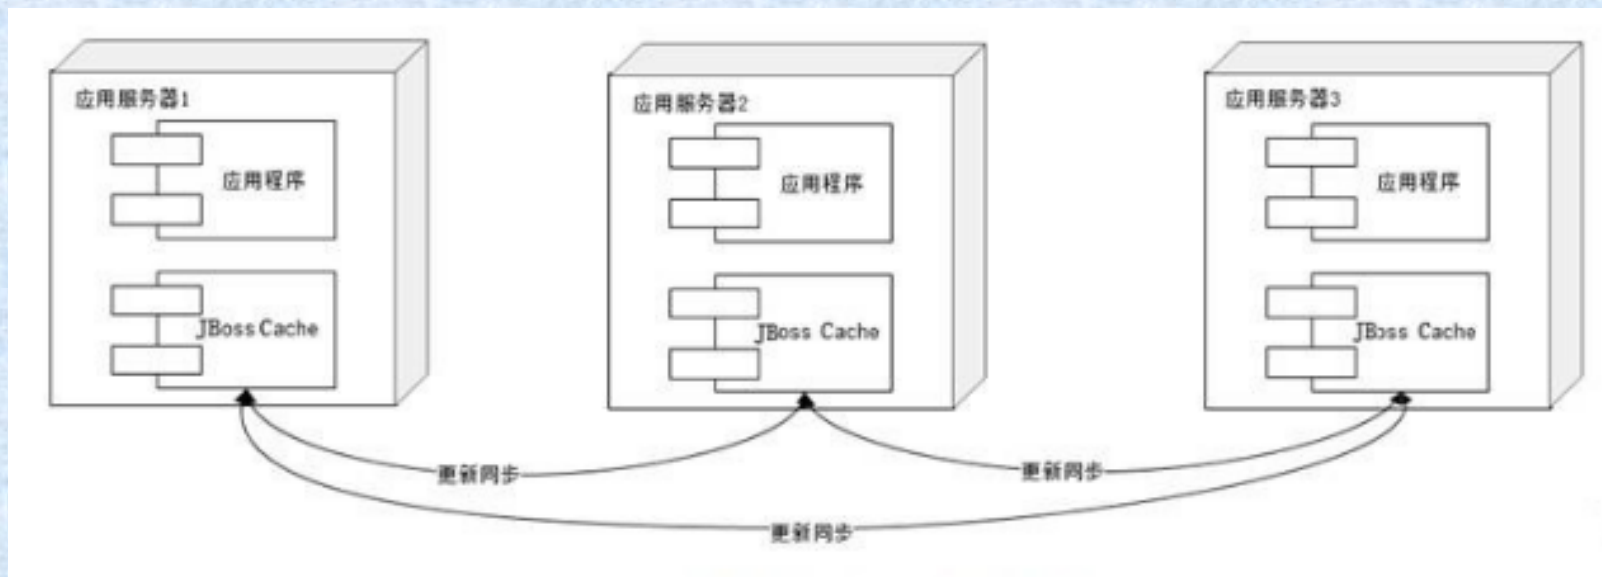 应用服务器1
应用程序
JBoss Cache
应用服务器2
应用程序
JBoss Cache
应用服务器3
应用程序
JBoss Cache
更新同步
更新同步
更新同步